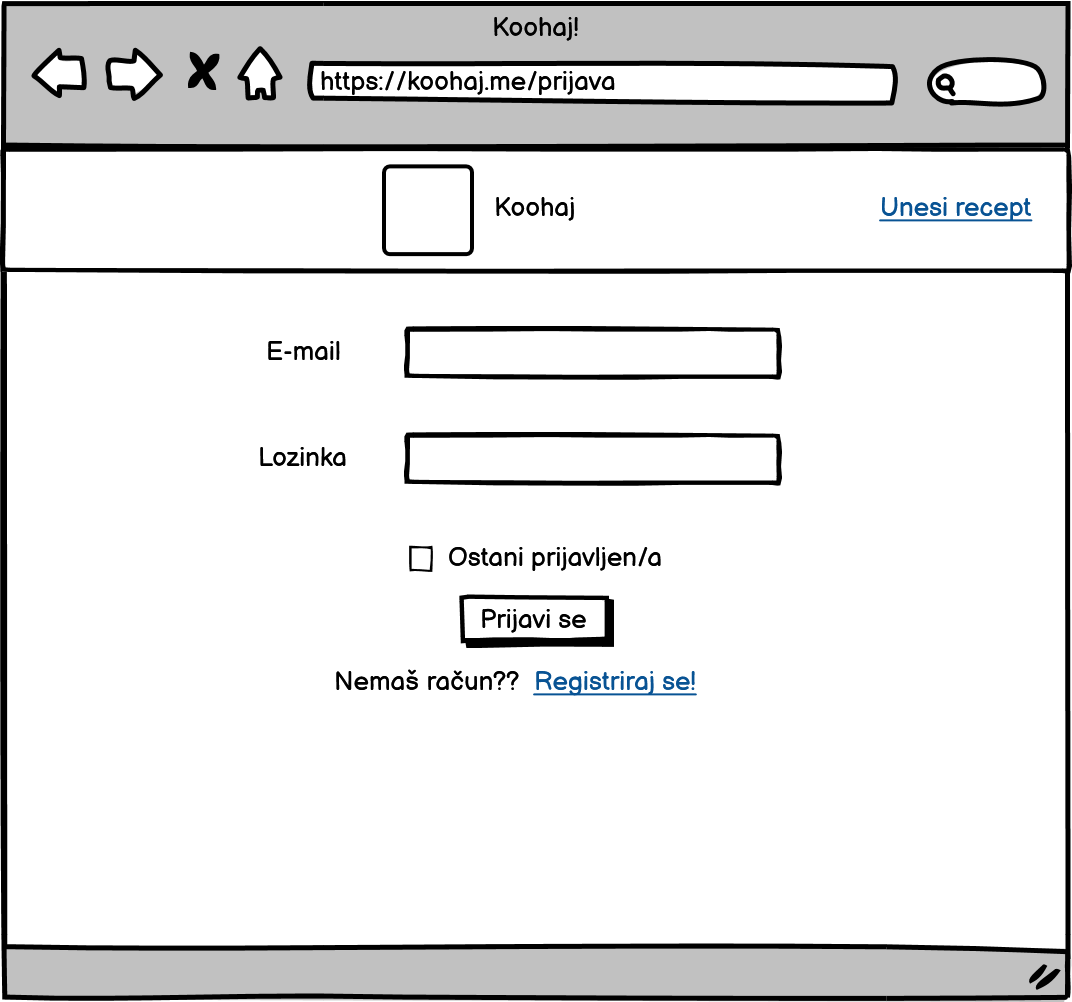 Koohaj!
https://koohaj.me/prijava
Koohaj
Unesi recept
E-mail
Lozinka
Ostani prijavljen/a
Prijavi se
Nemaš račun?? Registriraj se!